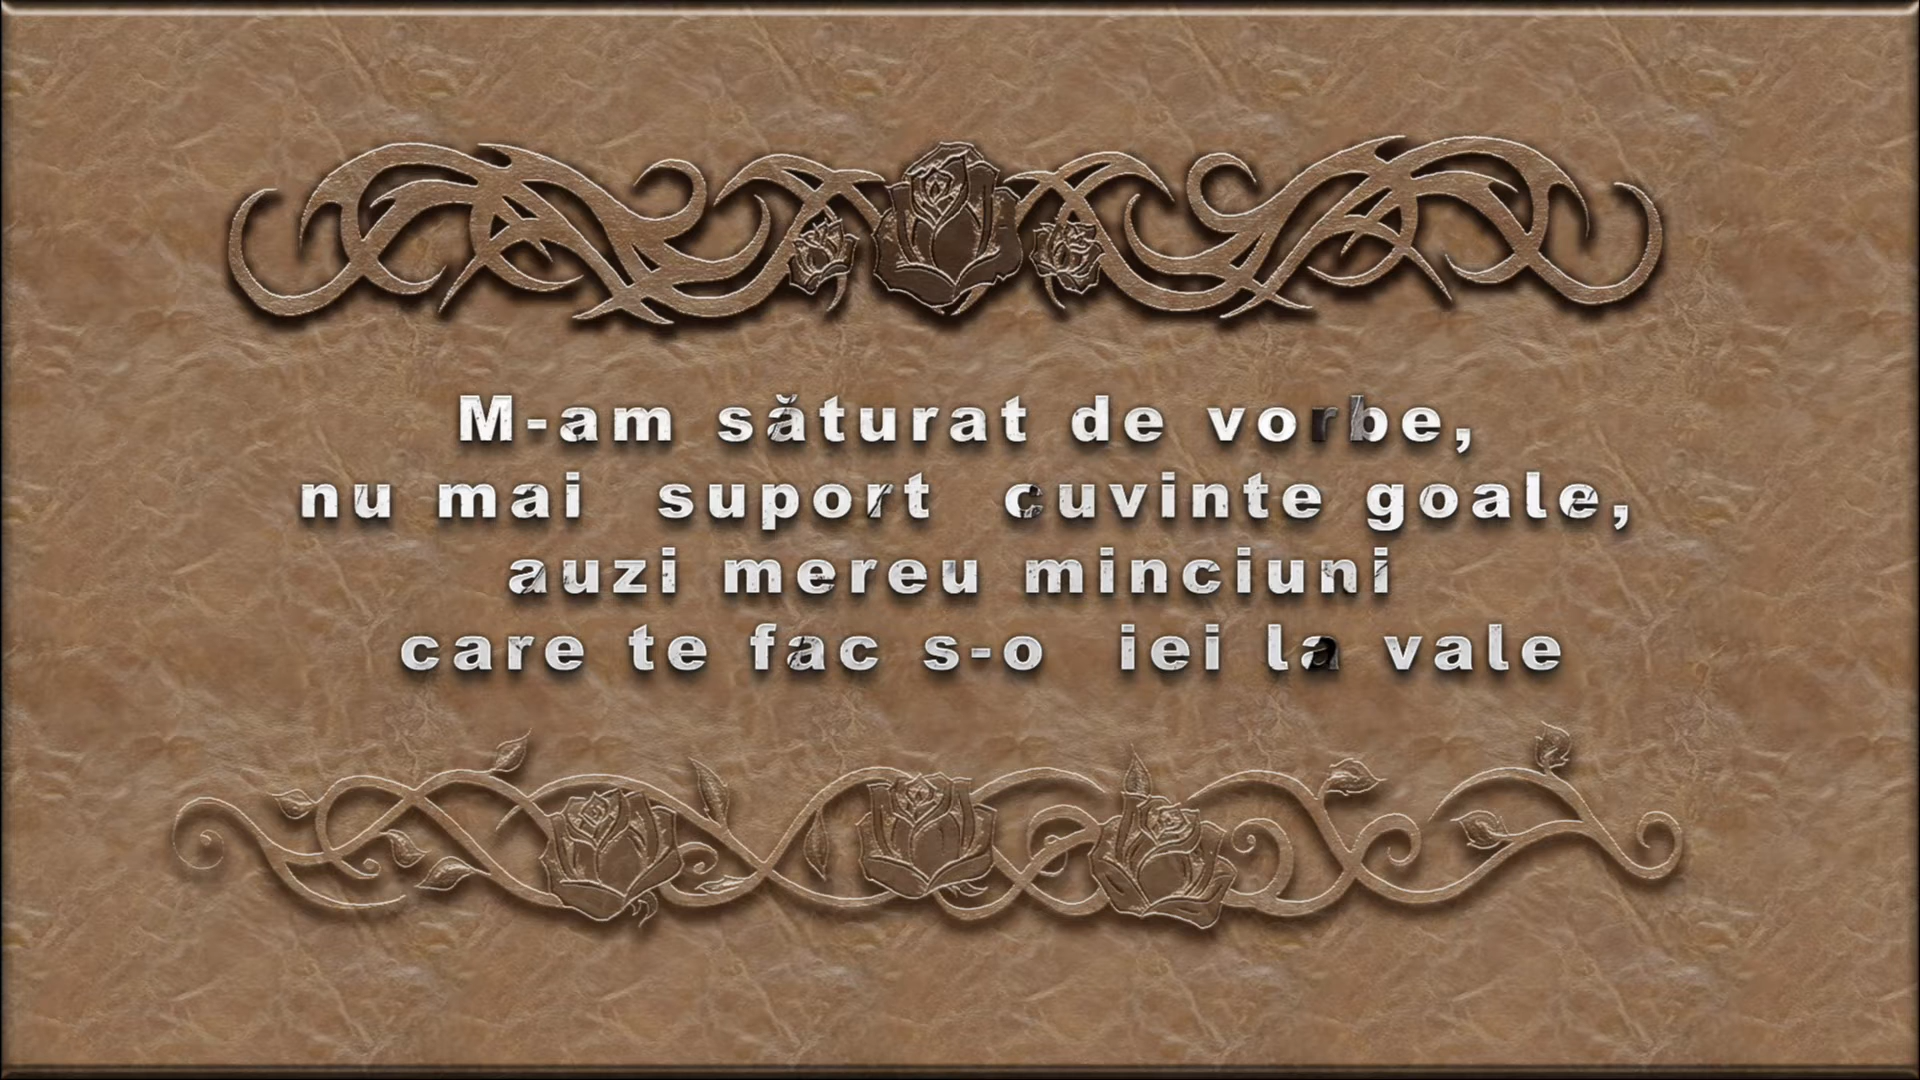 M-am săturat de vorbe,
nu mai suport cuvinte goale,
auzi mereu minciuni
care te fac s-o iei la vale